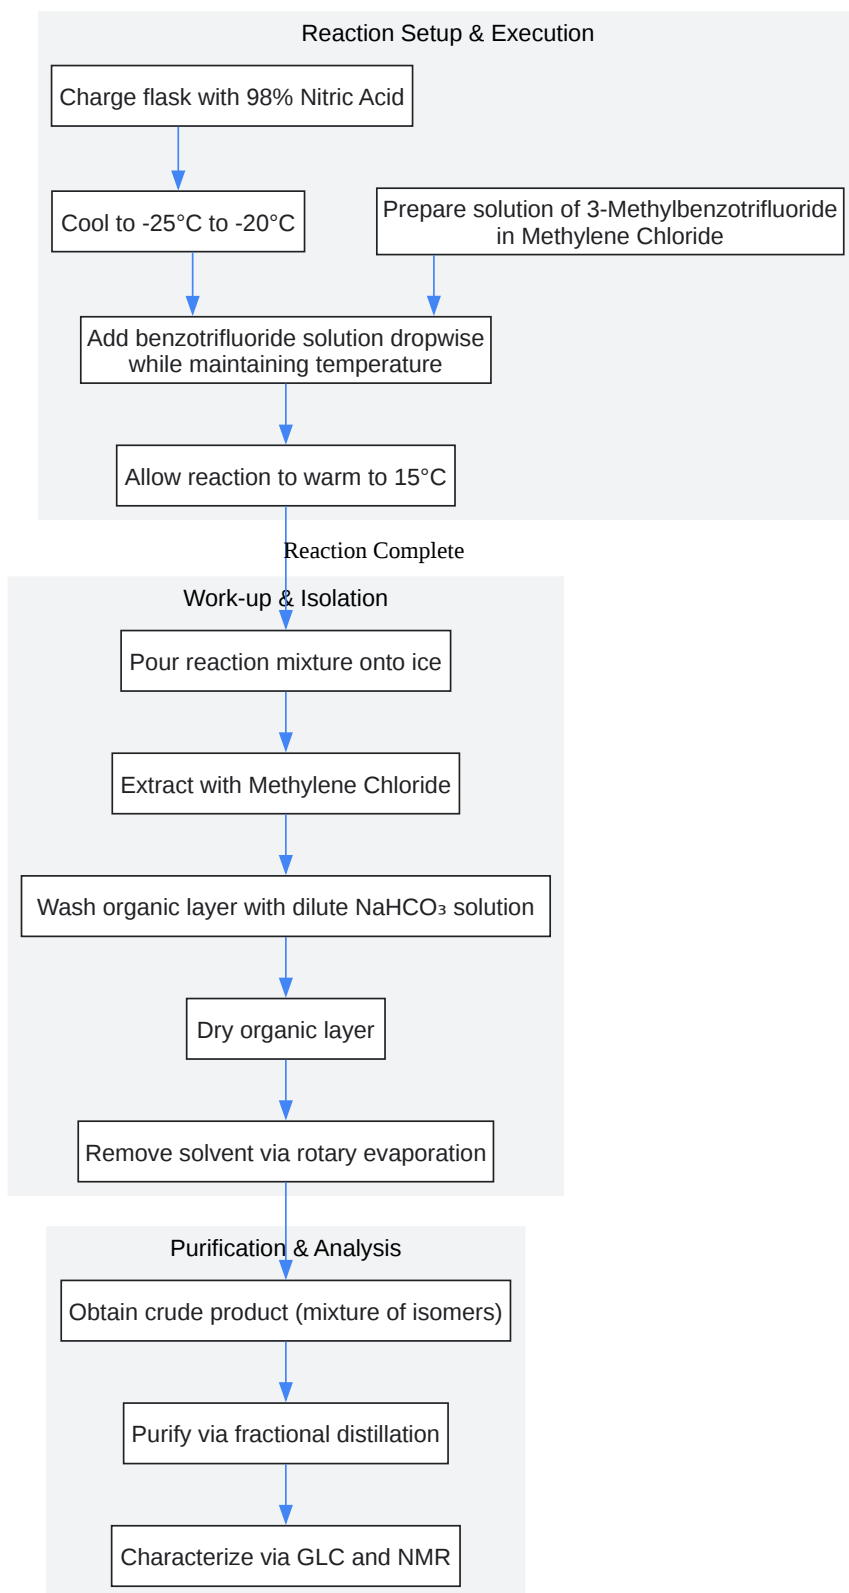 Reaction Setup & Execution
Charge flask with 98% Nitric Acid
Cool to -25°C to -20°C
Prepare solution of 3-Methylbenzotrifluoride
in Methylene Chloride
Add benzotrifluoride solution dropwise
while maintaining temperature
Allow reaction to warm to 15°C
Reaction Complete
Work-up & Isolation
Pour reaction mixture onto ice
Extract with Methylene Chloride
Wash organic layer with dilute NaHCO₃ solution
Dry organic layer
Remove solvent via rotary evaporation
Purification & Analysis
Obtain crude product (mixture of isomers)
Purify via fractional distillation
Characterize via GLC and NMR